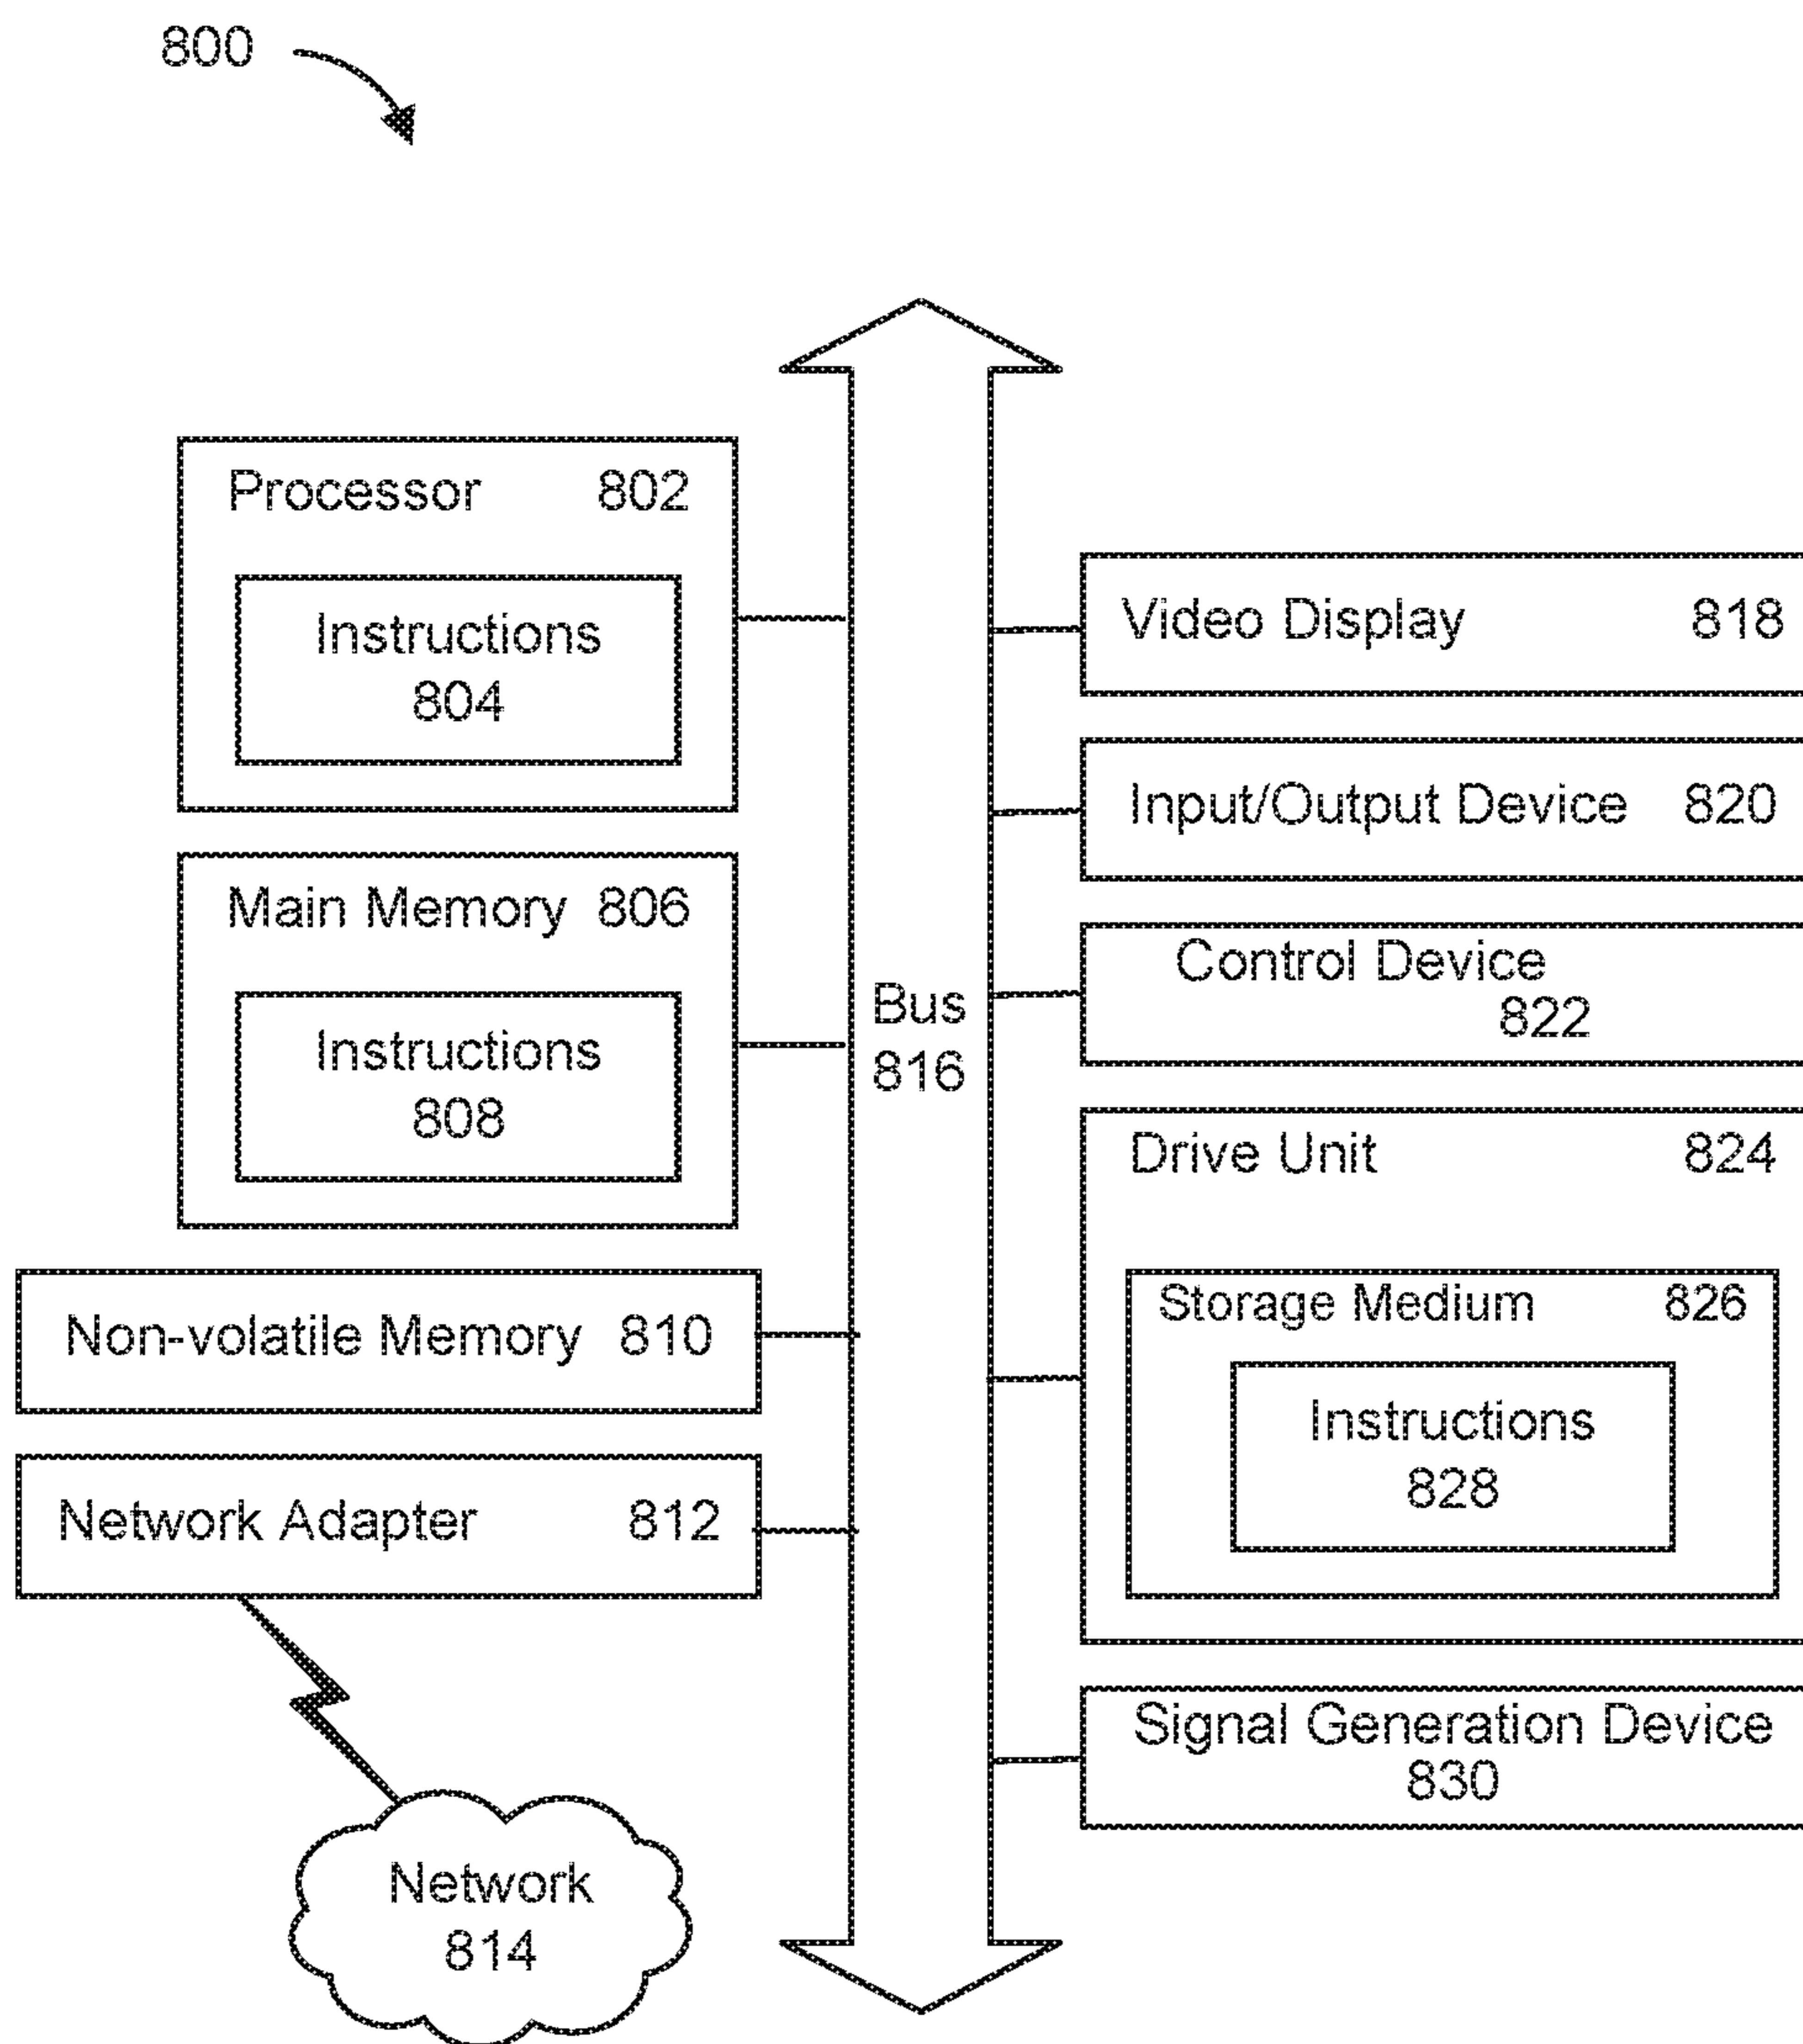 800
Processor 802
Instructions
804
Main Memory 806
Instructions
808
Non-volatile Memory 810
Network Adapter 812
Network
814
Bus
816
Video Display 818
Input/Output Device 820
Control Device
822
Drive Unit 824
Storage Medium 826
Instructions
828
Signal Generation Device
830